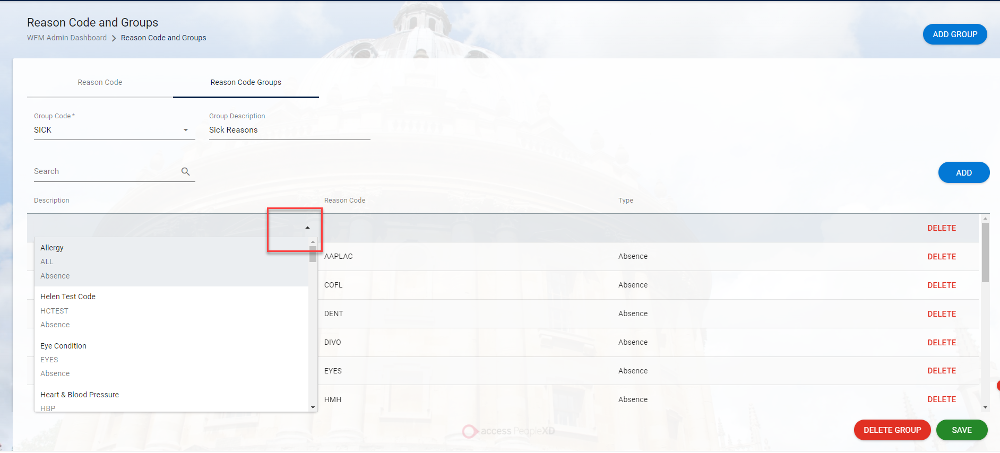 Reason Code and Groups
WFM Admin Dashboard > Reason Code and Groups
ADD GROUP
Reason Code
Reason Code Groups
Group Code *
Group Description
SICK
Sick Reasons
Search
ADD
Description
Reason Code
Type
DELETE
Allergy
ALL
Absence
Helen Test Code
HCTEST
Absence
Eye Condition
EYES
Absence
Heart & Blood Pressure
HBP
AAPLAC
Absence
DELETE
COFL
Absence
DELETE
DENT
Absence
DELETE
DIVO
Absence
DELETE
EYES
Absence
DELETE
HMH
Absence
DELETE
access PeopleXD
DELETE GROUP
SAVE